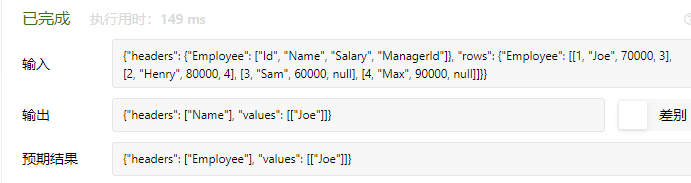 已完成 执行用时：149 ms
输入
{"headers": {"Employee": ["Id", "Name", "Salary", "ManagerId"]}, "rows": {"Employee": [[1, "Joe", 70000, 3],
[2, "Henry", 80000, 4], [3, "Sam", 60000, null], [4, "Max", 90000, null]]}}
输出
{"headers": ["Name"], "values": [["Joe"]]}
差别
预期结果
{"headers": ["Employee"], "values": [["Joe"]]}